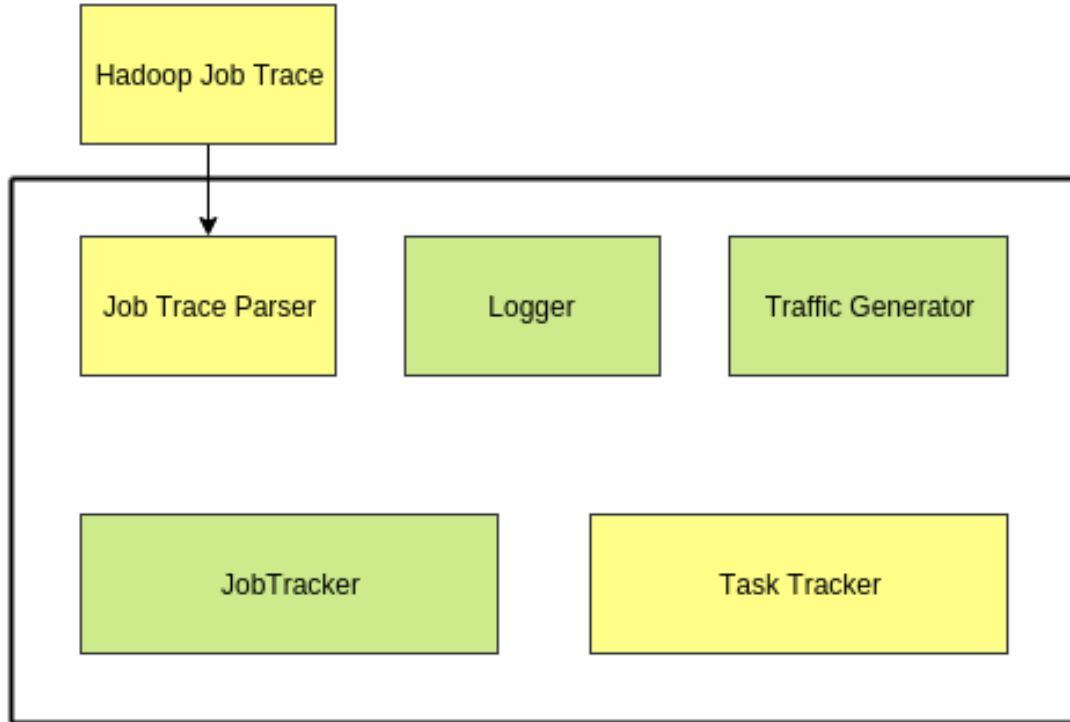 Hadoop Job Trace
Job Trace Parser
Logger
Traffic Generator
JobTracker
Task Tracker